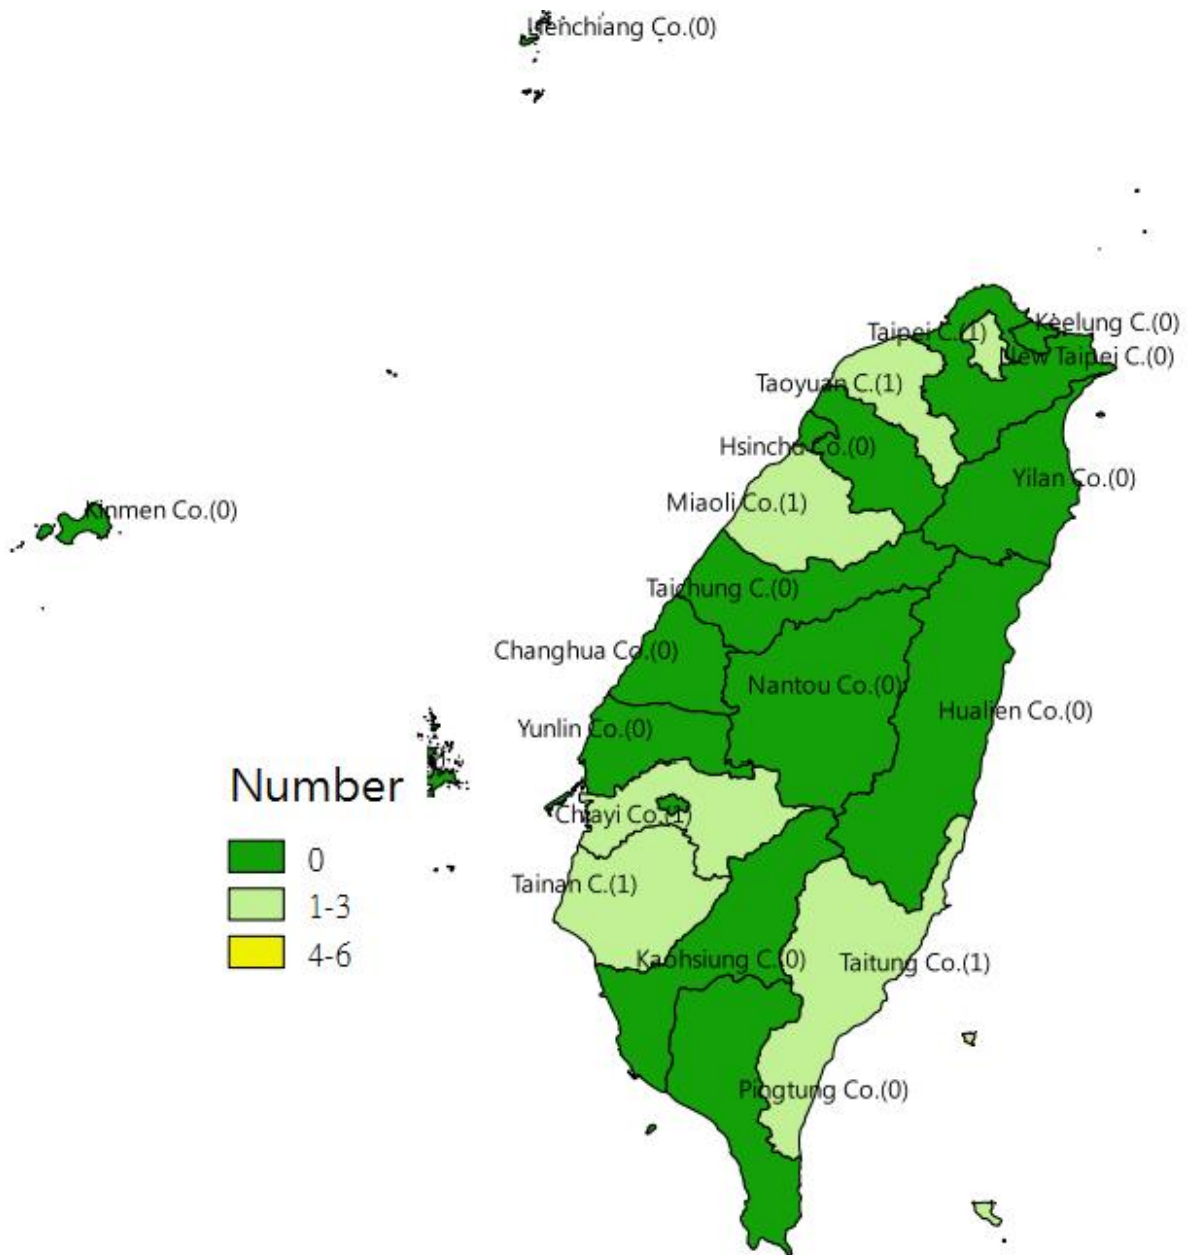 Lienchiang Co.(0)
Keelung C.(0)
Taipei C.(1)
New Taipei C.(0)
Taoyuan C.(1)
Hsinchu Co.(0)
Yilan Co.(0)
Miaoli Co.(1)
Kinmen Co.(0)
Taichung C.(0)
Changhua Co.(0)
Nantou Co.(0)
Hualien Co.(0)
Yunlin Co.(0)
Number
Chiayi Co.(1)
0
Tainan C.(1)
1-3
4-6
Kaohsiung C.(0)
Taitung Co.(1)
Pingtung Co.(0)